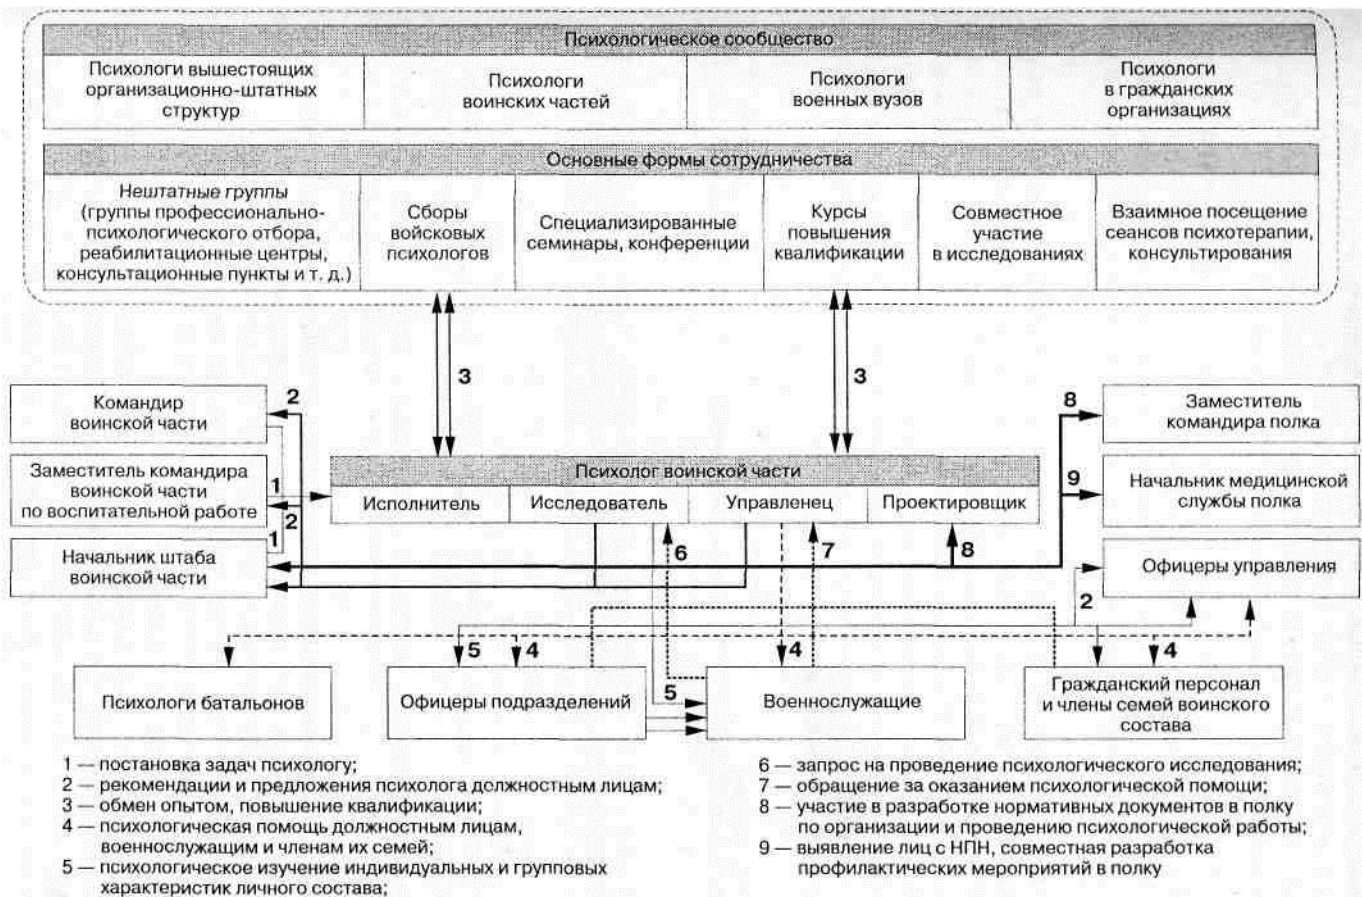 Психологическое сообщество
Психологи вышестоящих
организационно-штатных
структур
Психологи
воинских частей
Психологи
военных вузов
Психологи
в гражданских
организациях
Основные формы сотрудничества
Нештатные группы
(группы профессионально-
психологического отбора,
реабилитационные центры,
консультационные пункты и т. д.)
Сборы
войсковых
психологов
Специализированные
семинары, конференции
Курсы
повышения
квалификации
Совместное
участие
в исследованиях
Взаимное посещение
сеансов психотерапии,
консультирования
3
3
Командир
воинской части
2
Заместитель командира
воинской части
по воспитательной работе
1
2
Начальник штаба
воинской части
1
Психолог воинской части
Исполнитель
Исследователь
Управленец
Проектировщик
6
7
8
8
Заместитель
командира полка
9
Начальник медицинской
службы полка
Офицеры управления
2
5
4
4
4
5
Психологи батальонов
Офицеры подразделений
Военнослужащие
Гражданский персонал
и члены семей воинского
состава
1 — постановка задач психологу;
2 — рекомендации и предложения психолога должностным лицам;
3 — обмен опытом, повышение квалификации;
4 — психологическая помощь должностным лицам,
военнослужащим и членам их семей;
5 — психологическое изучение индивидуальных и групповых
характеристик личного состава;
6 — запрос на проведение психологического исследования;
7 — обращение за оказанием психологической помощи;
8 — участие в разработке нормативных документов в полку
по организации и проведению психологической работы;
9 — выявление лиц с НПН, совместная разработка
профилактических мероприятий в полку